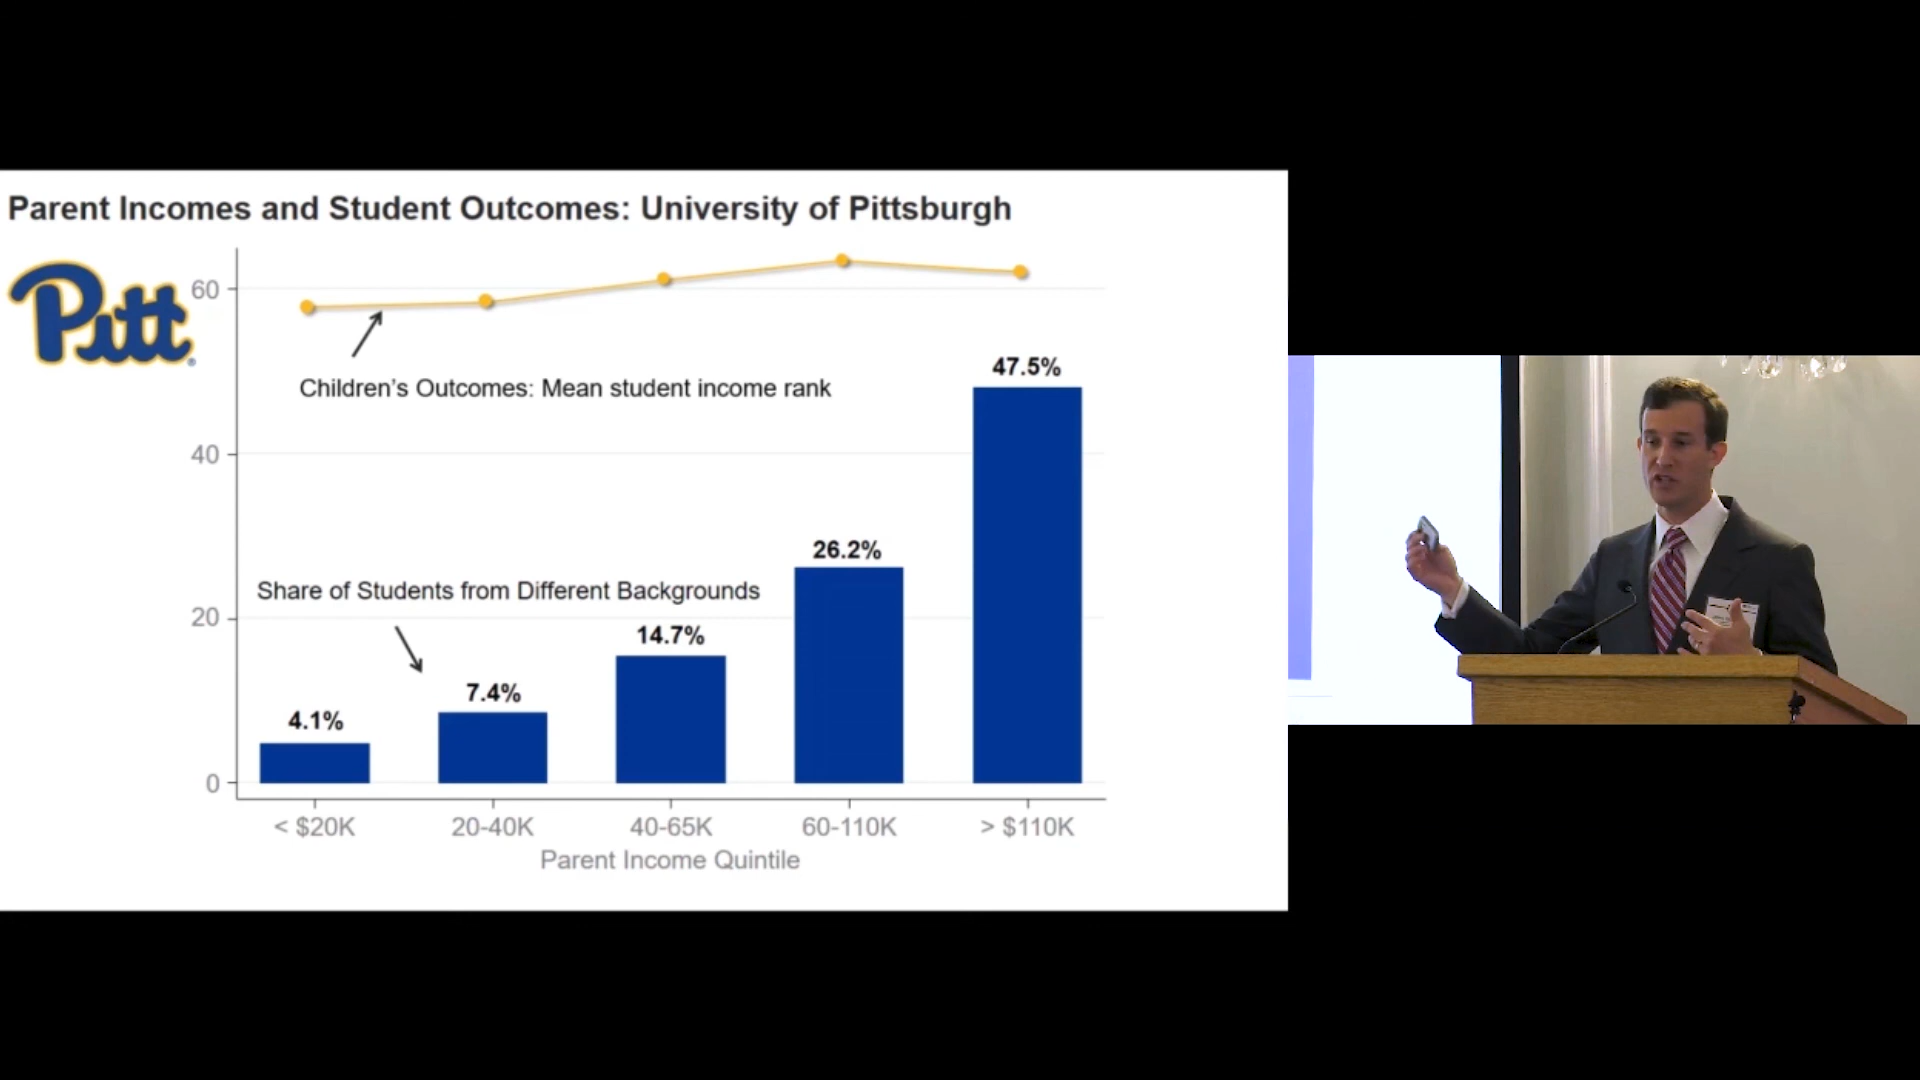 Parent Incomes and Student Outcomes: University of Pittsburgh
Pitt
®
60
40
20
0
Children's Outcomes: Mean student income rank
Share of Students from Different Backgrounds
4.1%
7.4%
14.7%
26.2%
47.5%
< $20K
20-40K
40-65K
60-110K
> $110K
Parent Income Quintile